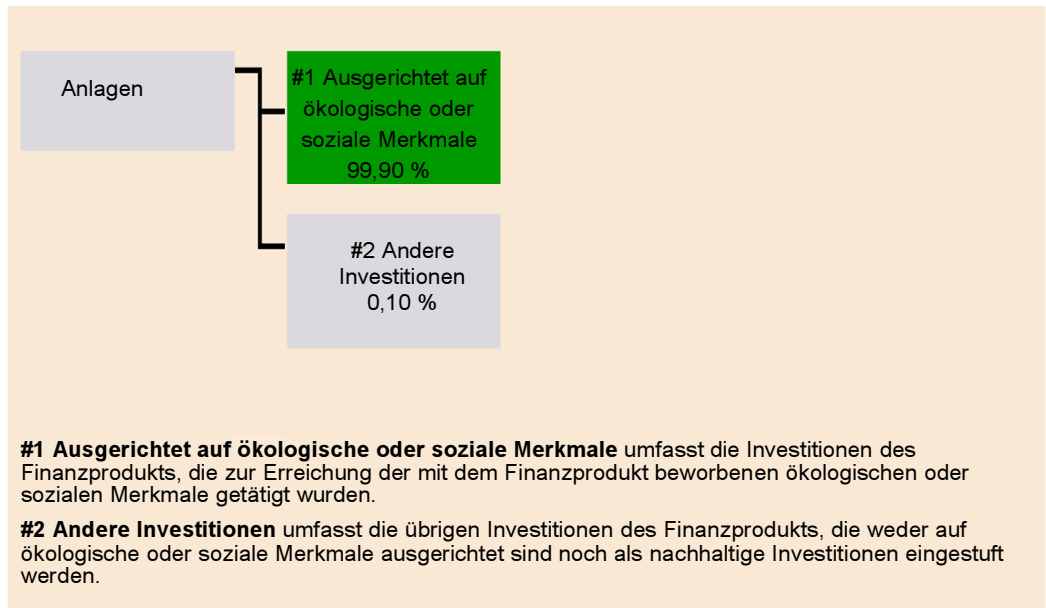 Anlagen
#1 Ausgerichtet auf
ökologische oder
soziale Merkmale
99,90 %
#2 Andere
Investitionen
0,10 %
#1 Ausgerichtet auf ökologische oder soziale Merkmale umfasst die Investitionen des
Finanzprodukts, die zur Erreichung der mit dem Finanzprodukt beworbenen ökologischen oder
sozialen Merkmale getätigt wurden.
#2 Andere Investitionen umfasst die übrigen Investitionen des Finanzprodukts, die weder auf
ökologische oder soziale Merkmale ausgerichtet sind noch als nachhaltige Investitionen eingestuft
werden.